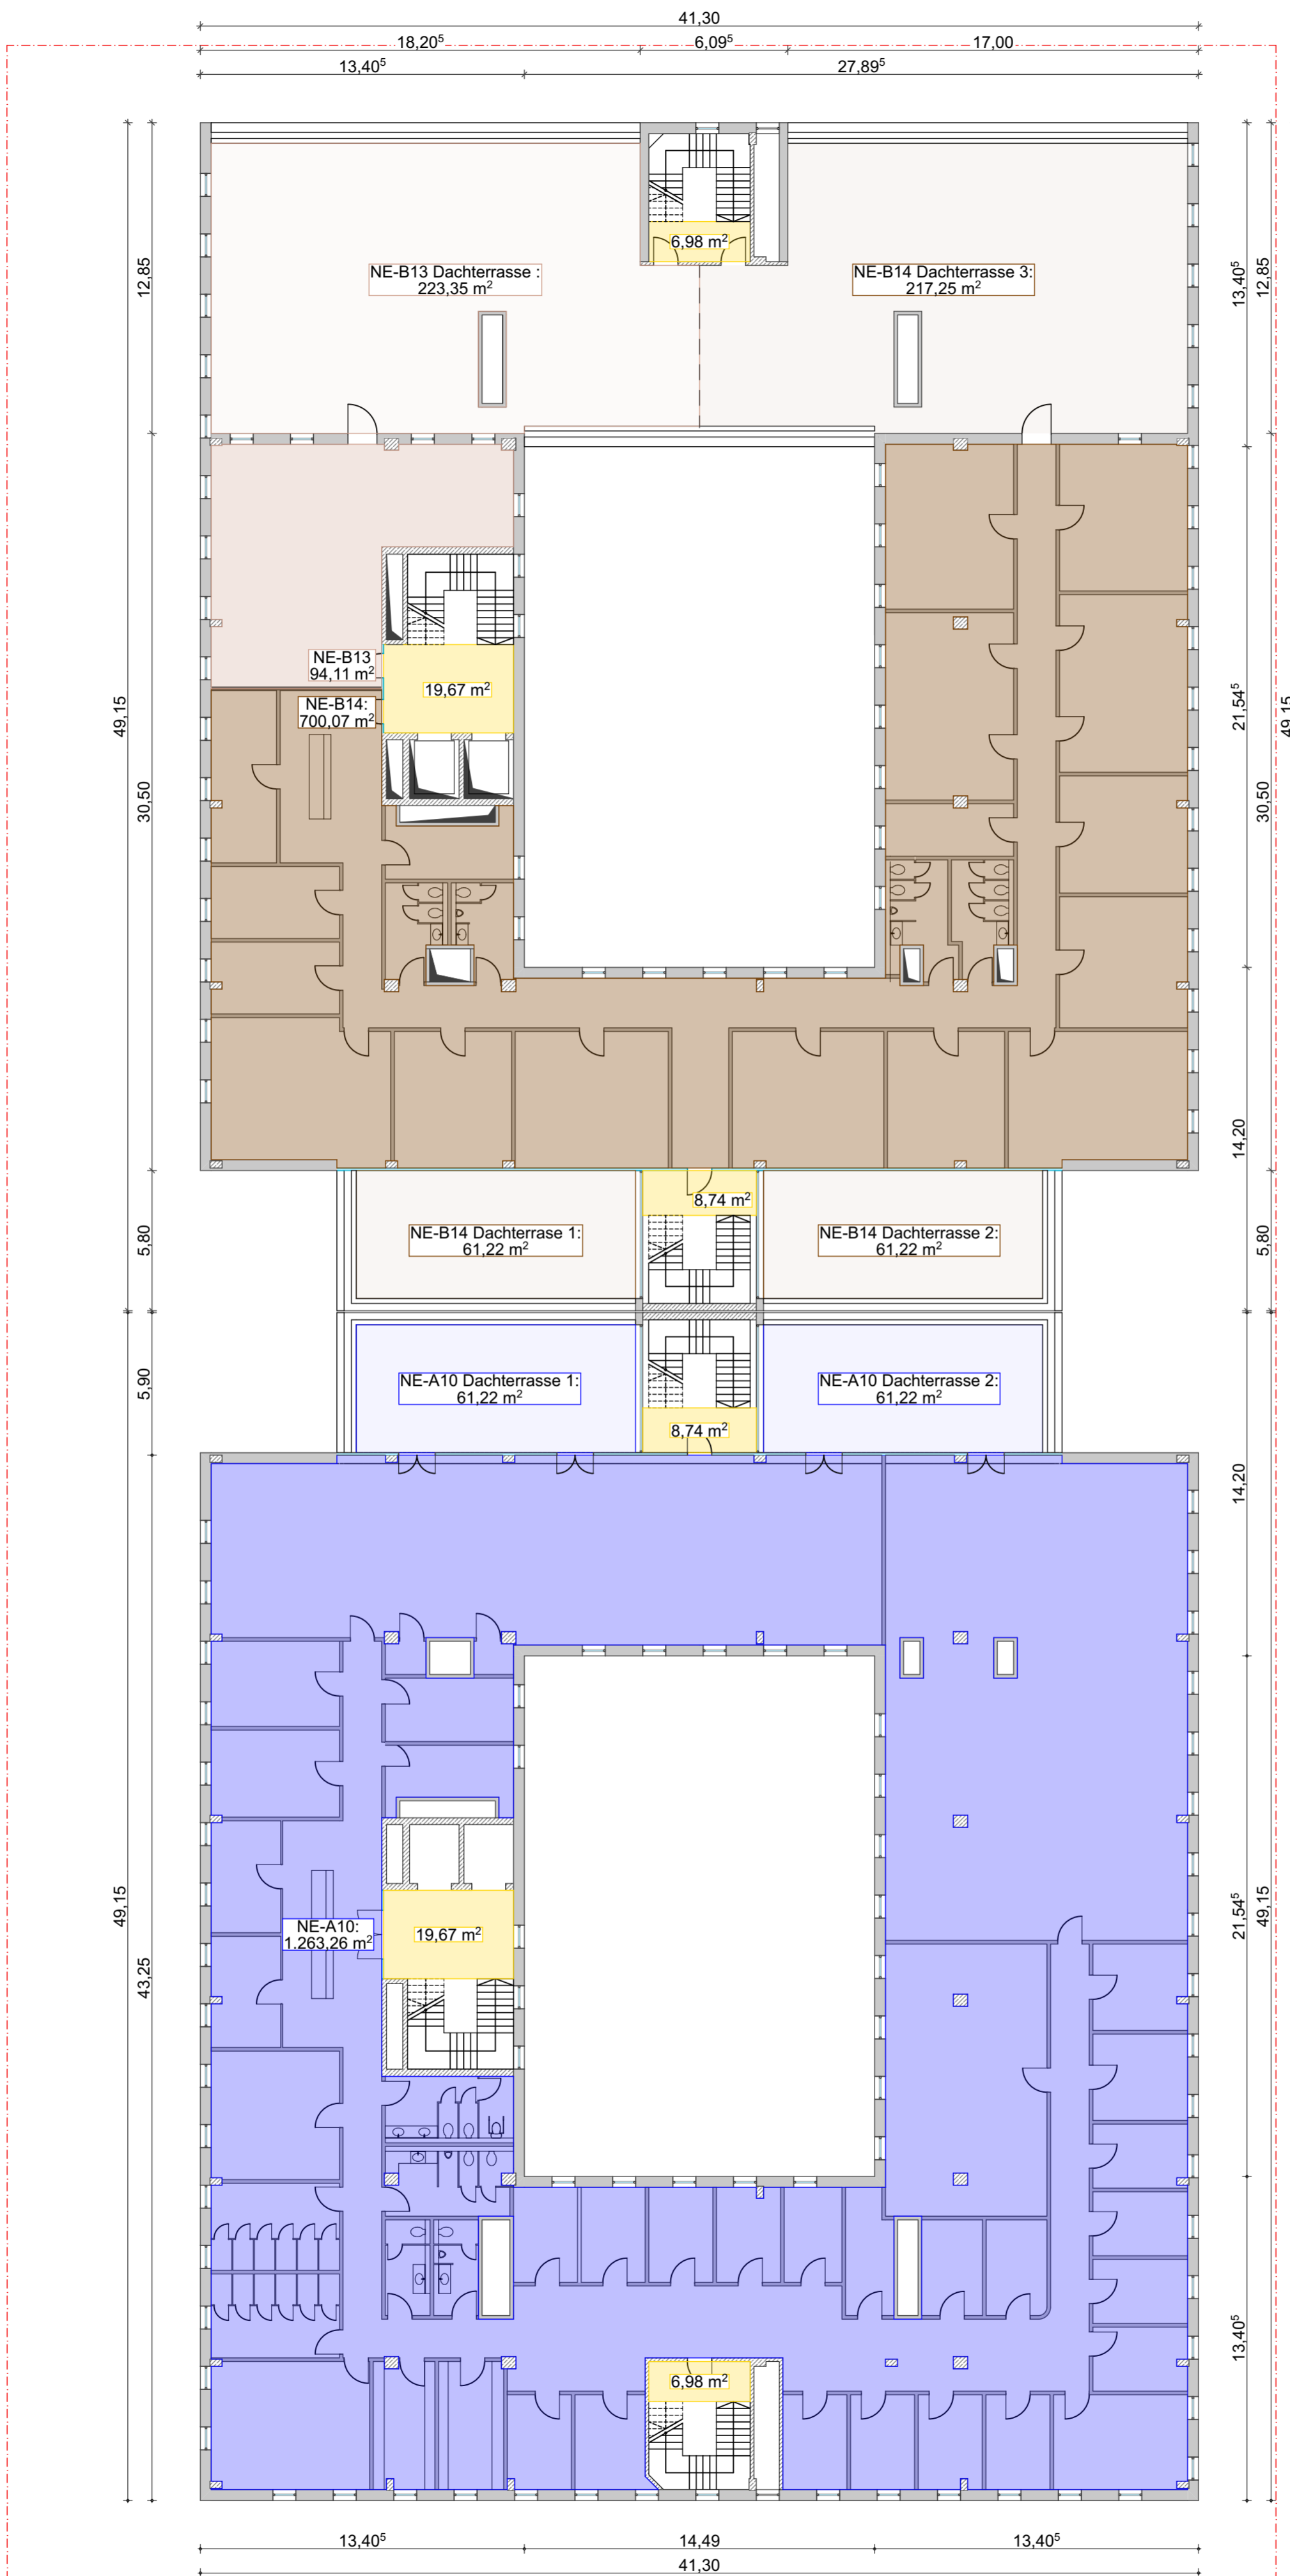 41,30
18,20⁵ 6,09⁵ 17,00
13,40⁵ 27,89⁵
6,98 m²
NE-B13 Dachterrasse :
223,35 m²
NE-B14 Dachterrasse 3:
217,25 m²
12,85
13,40⁵
12,85
NE-B13
94,11 m²
NE-B14:
700,07 m²
19,67 m²
49,15
30,50
21,54⁵
30,50
49,15
14,20
8,74 m²
NE-B14 Dachterrase 1:
61,22 m²
NE-B14 Dachterrasse 2:
61,22 m²
5,80
5,80
NE-A10 Dachterrasse 1:
61,22 m²
NE-A10 Dachterrasse 2:
61,22 m²
5,90
8,74 m²
14,20
NE-A10:
1.263,26 m²
19,67 m²
49,15
43,25
21,54⁵
49,15
13,40⁵
6,98 m²
13,40⁵ 14,49 13,40⁵
41,30